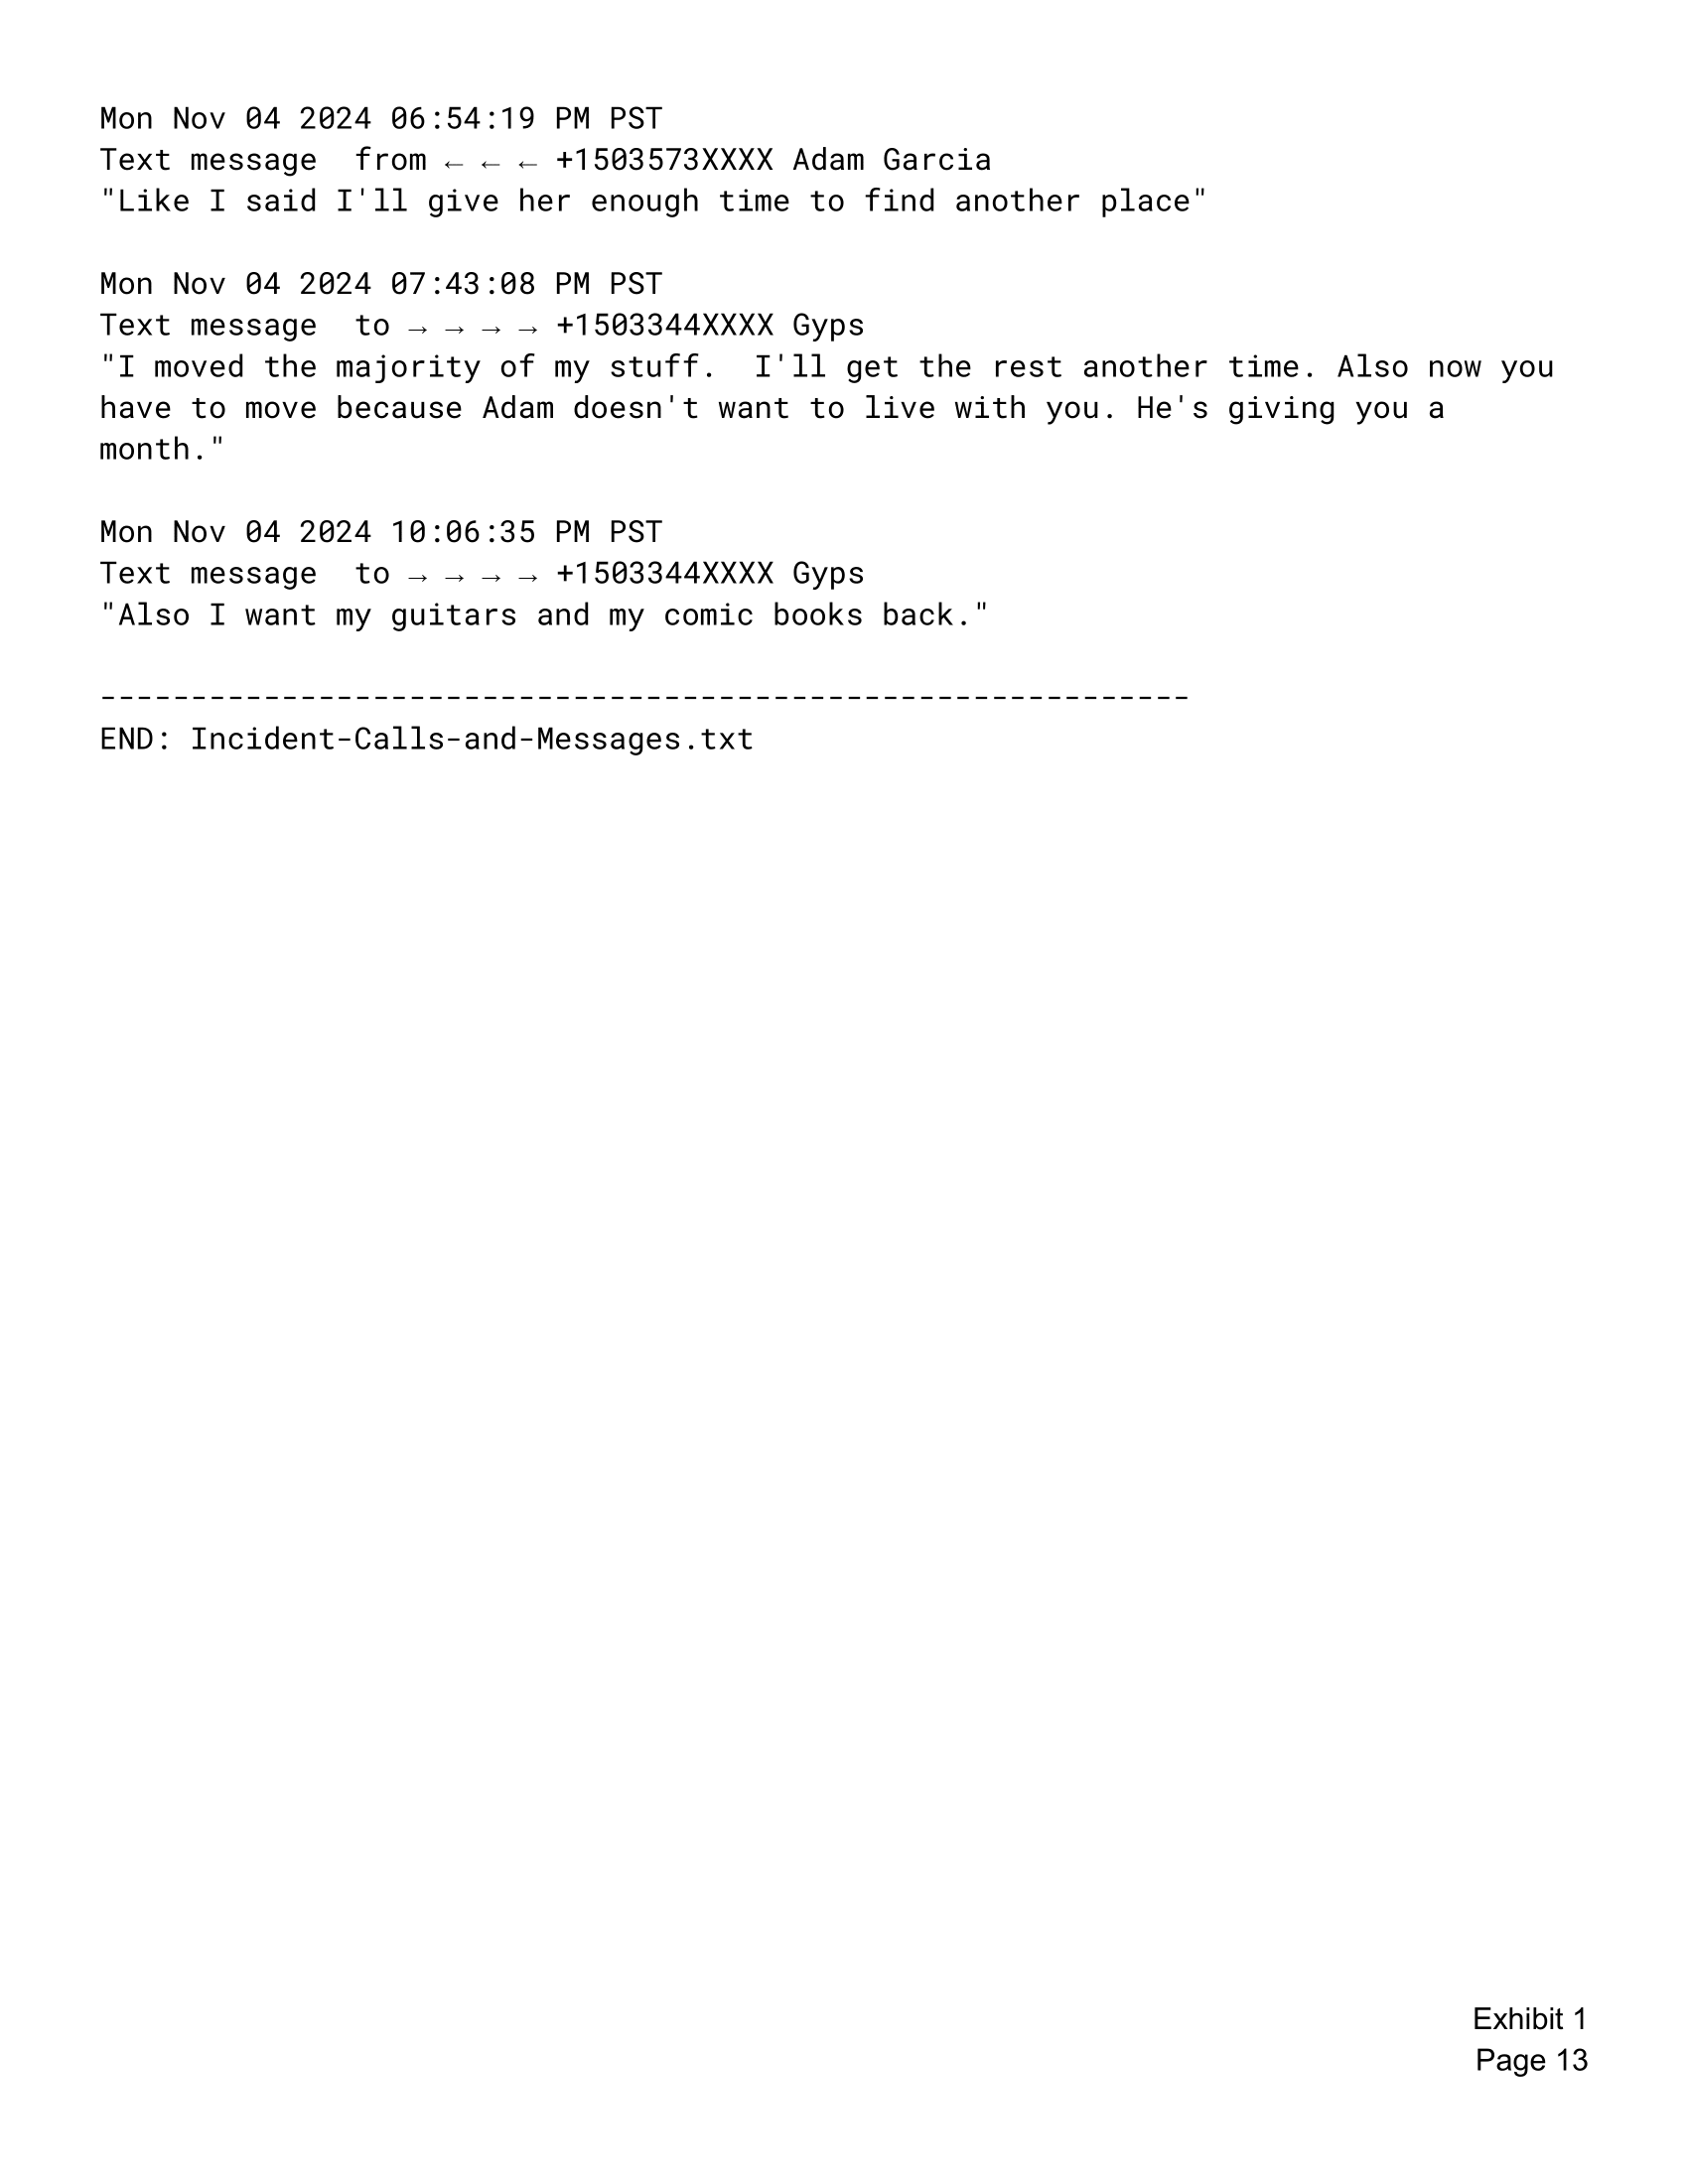 Mon Nov 04 2024 06:54:19 PM PST
Text message  from ← ← ← +1503573XXXX Adam Garcia
"Like I said I'll give her enough time to find another place"
Mon Nov 04 2024 07:43:08 PM PST
Text message  to → → → → +1503344XXXX Gyps
"I moved the majority of my stuff.  I'll get the rest another time. Also now you
have to move because Adam doesn't want to live with you. He's giving you a
month."
Mon Nov 04 2024 10:06:35 PM PST
Text message  to → → → → +1503344XXXX Gyps
"Also I want my guitars and my comic books back."
------------------------------------------------------------
END: Incident-Calls-and-Messages.txt
Exhibit 1
Page 13